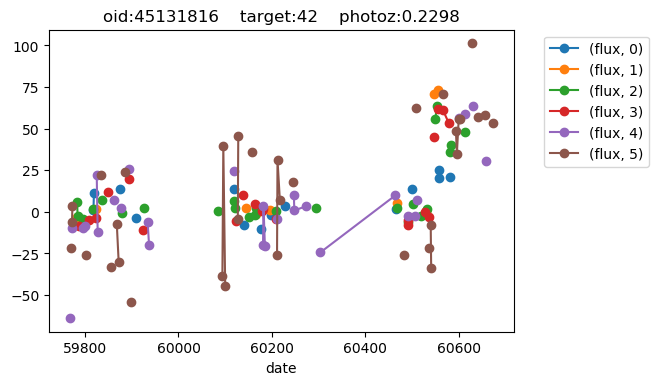 oid:45131816 target:42 photoz:0.2298
100
75
50
25
0
−25
−50
59800
60000
60200
60400
60600
date
(flux, 0)
(flux, 1)
(flux, 2)
(flux, 3)
(flux, 4)
(flux, 5)